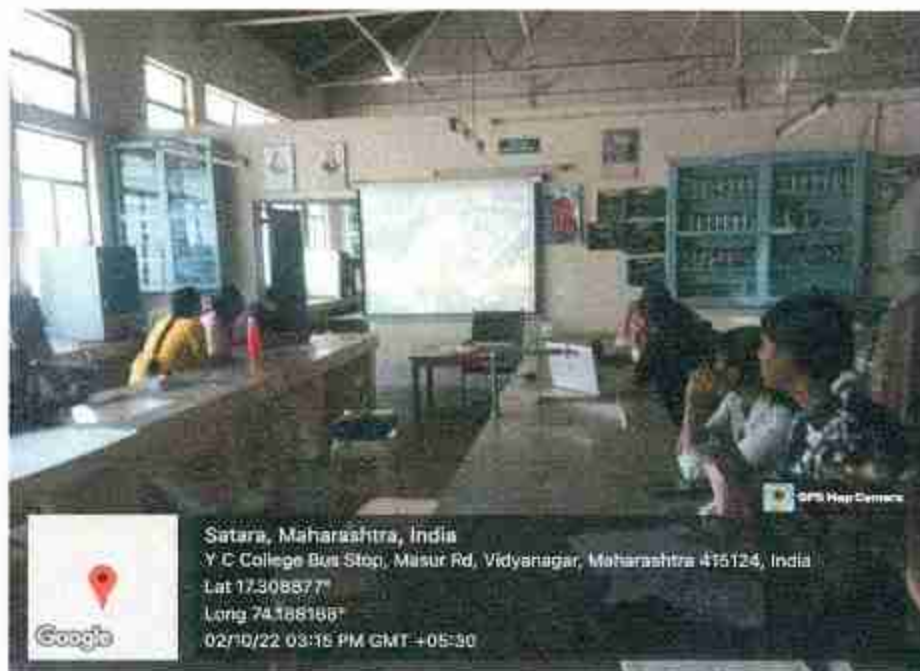 GPS Map Camera
Satara, Maharashtra, India
Y C College Bus Stop, Masur Rd, Vidyanagar, Maharashtra 415124, India
Lat 17.308877°
Long 74.188168°
02/10/22 03:15 PM GMT +05:30
Google